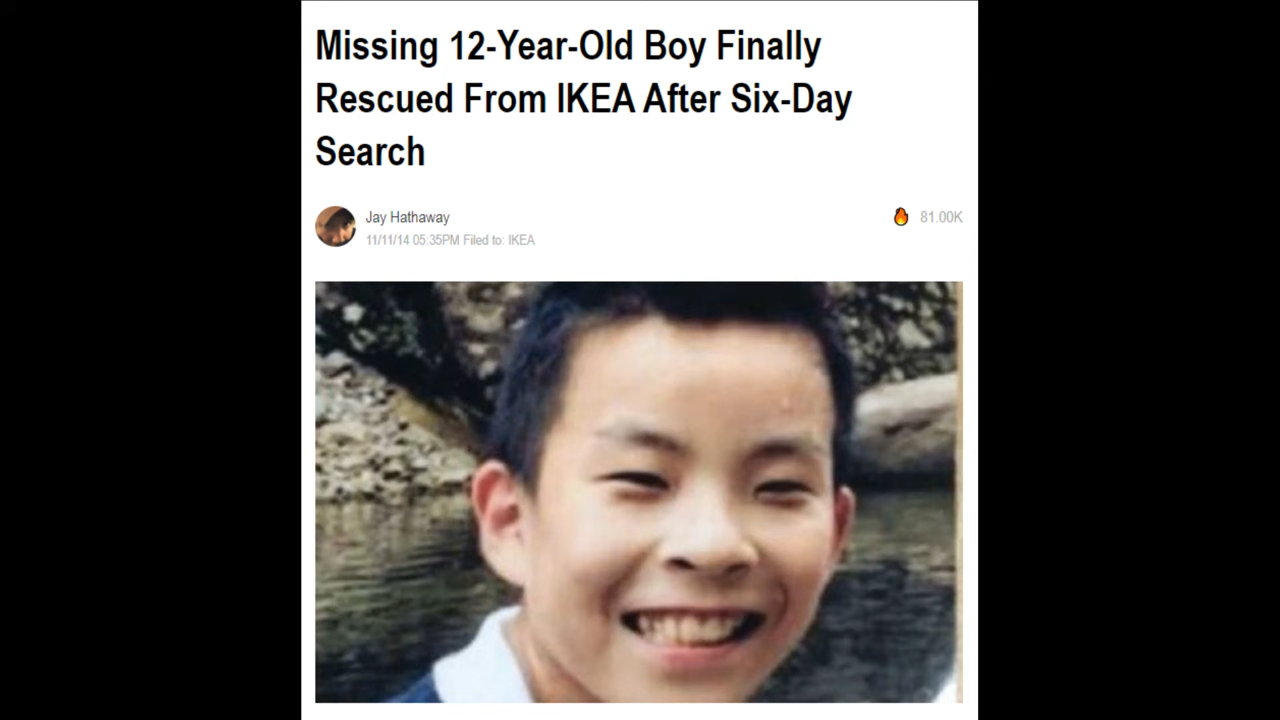 Missing 12-Year-Old Boy Finally
Rescued From IKEA After Six-Day
Search
Jay Hathaway
81.00K
11/11/14 05:35PM Filed to: IKEA